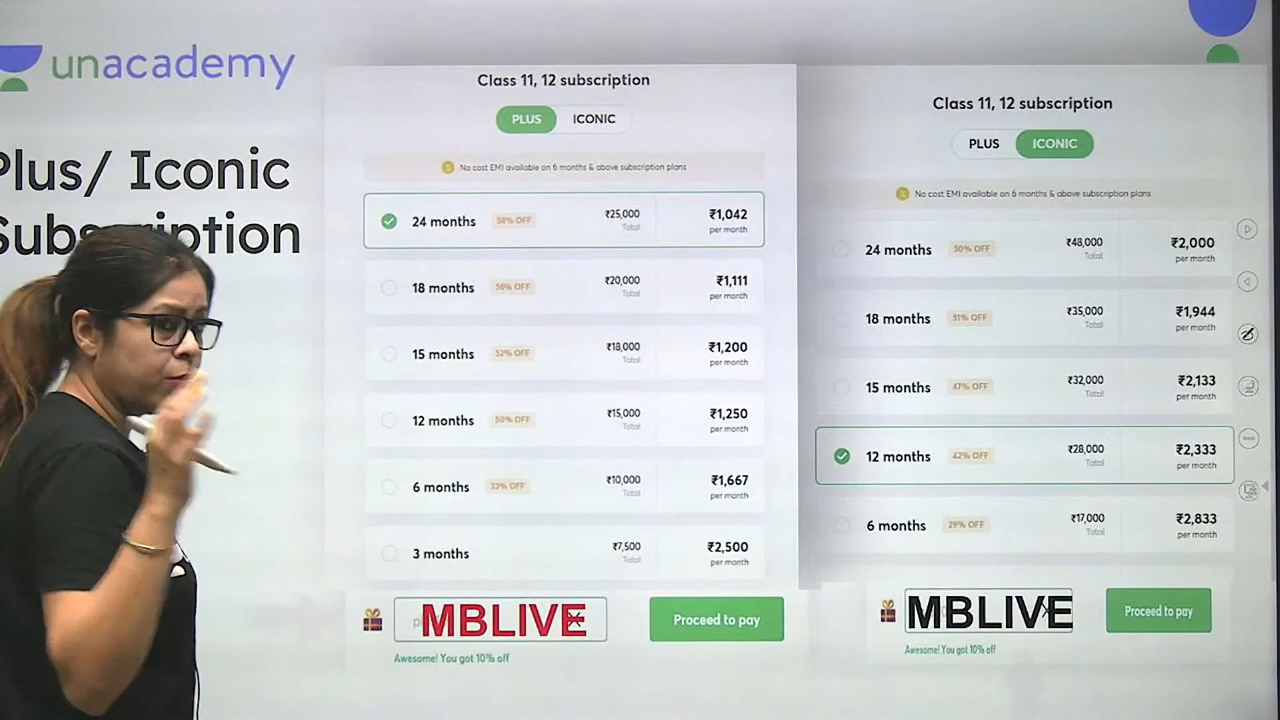 unacademy
Plus/ Iconic
Subscription
Class 11, 12 subscription
PLUS ICONIC
No cost EMI available on 6 months & above subscription plans
24 months 58% OFF ₹25,000 Total ₹1,042 per month
18 months 56% OFF ₹20,000 Total ₹1,111 per month
15 months 52% OFF ₹18,000 Total ₹1,200 per month
12 months 50% OFF ₹15,000 Total ₹1,250 per month
6 months 33% OFF ₹10,000 Total ₹1,667 per month
3 months ₹7,500 Total ₹2,500 per month
MBLIVE Proceed to pay
Awesome! You got 10% off
Class 11, 12 subscription
PLUS ICONIC
No cost EMI available on 6 months & above subscription plans
24 months 50% OFF ₹48,000 Total ₹2,000 per month
18 months 51% OFF ₹35,000 Total ₹1,944 per month
15 months 47% OFF ₹32,000 Total ₹2,133 per month
12 months 42% OFF ₹28,000 Total ₹2,333 per month
6 months 29% OFF ₹17,000 Total ₹2,833 per month
MBLIVE Proceed to pay
Awesome! You got 10% off